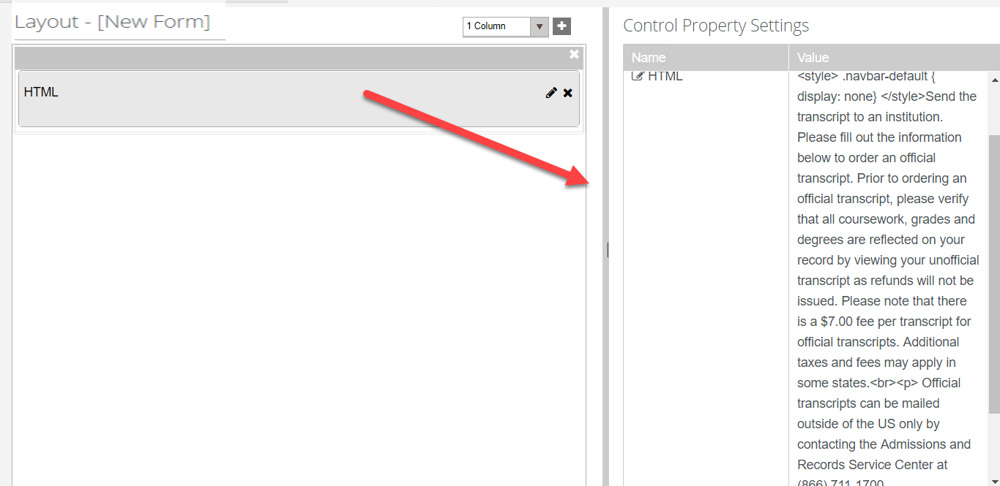 Layout - [New Form]
1 Column
HTML
Control Property Settings
Name Value
HTML
<style> .navbar-default {
display: none} </style>Send the
transcript to an institution.
Please fill out the information
below to order an official
transcript. Prior to ordering an
official transcript, please verify
that all coursework, grades and
degrees are reflected on your
record by viewing your unofficial
transcript as refunds will not be
issued. Please note that there
is a $7.00 fee per transcript for
official transcripts. Additional
taxes and fees may apply in
some states.<br><p> Official
transcripts can be mailed
outside of the US only by
contacting the Admissions and
Records Service Center at
(866) 711-1700